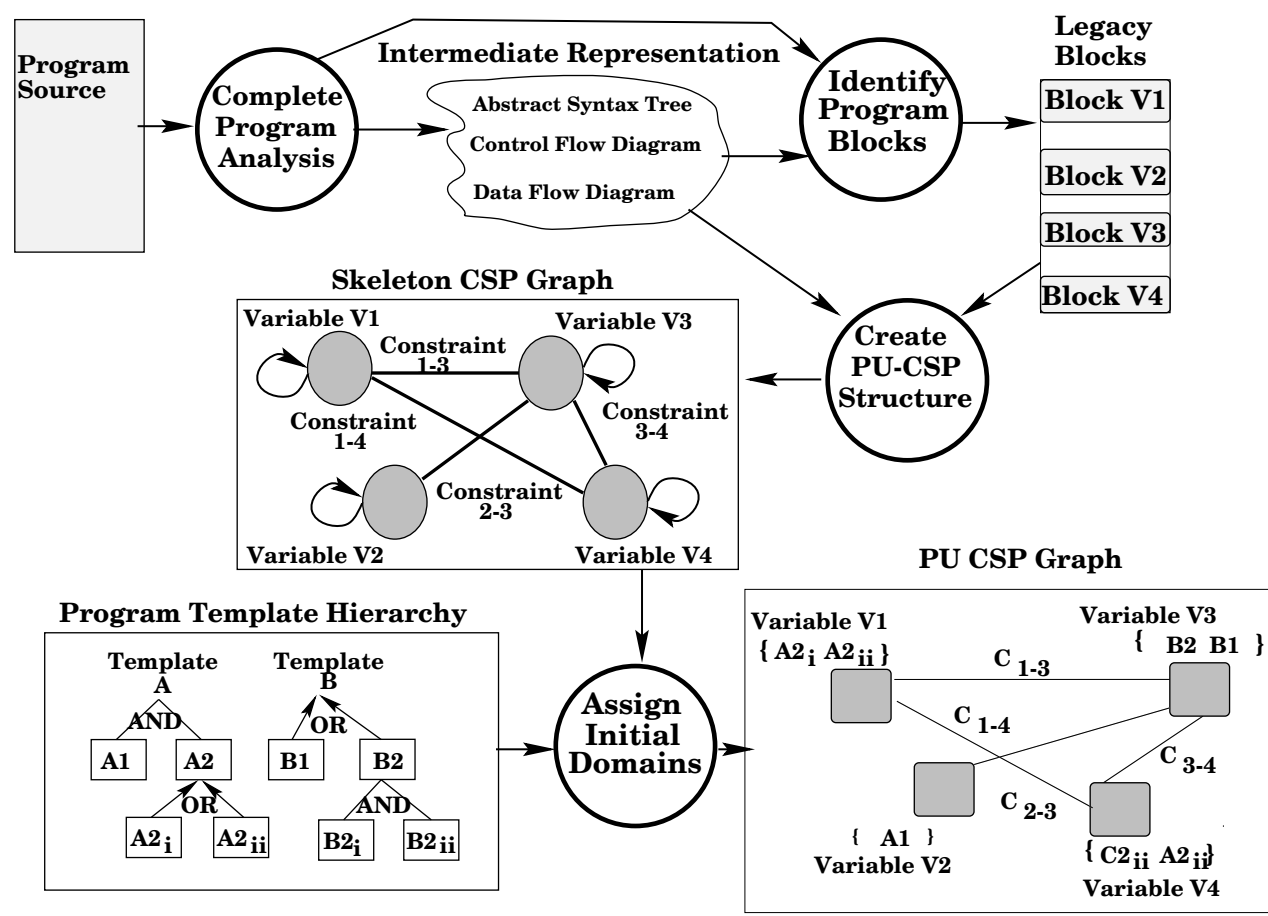 Program
Source
Complete
Program
Analysis
Intermediate Representation
Abstract Syntax Tree
Control Flow Diagram
Data Flow Diagram
Identify
Program
Blocks
Legacy
Blocks
Block V1
Block V2
Block V3
Block V4
Create
PU-CSP
Structure
Skeleton CSP Graph
Variable V1
Variable V3
Constraint
1-3
Constraint
1-4
Constraint
3-4
Constraint
2-3
Variable V2
Variable V4
Program Template Hierarchy
Template
A
AND
A1
A2
OR
A2i
A2ii
Template
B
OR
B1
B2
AND
B2i
B2ii
Assign
Initial
Domains
PU CSP Graph
Variable V1
{ A2i A2ii }
Variable V3
{ B2 B1 }
C 1-3
C 1-4
C 3-4
C 2-3
{ A1 }
Variable V2
{ C2ii A2ii }
Variable V4